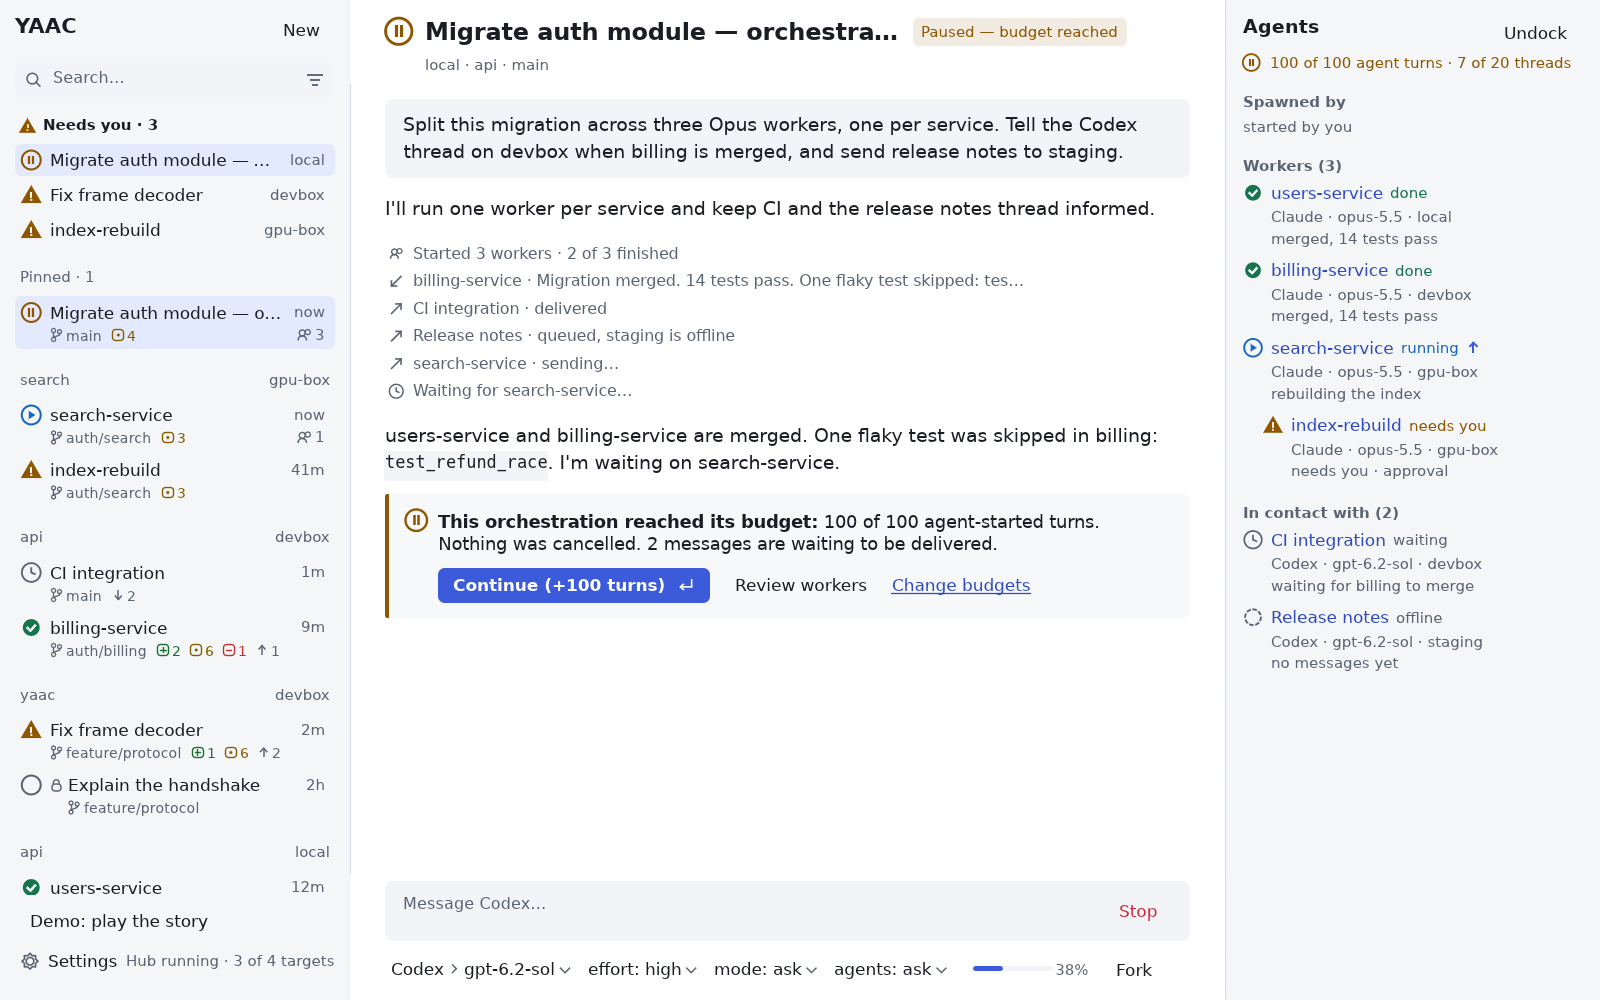 YAAC
New
Search…
Needs you · 3
Migrate auth module — … local
Fix frame decoder devbox
index-rebuild gpu-box
Pinned · 1
Migrate auth module — o… now
main 4 3
search gpu-box
search-service now
auth/search 3 1
index-rebuild 41m
auth/search 3
api devbox
CI integration 1m
main 2
billing-service 9m
auth/billing 2 6 1 1
yaac devbox
Fix frame decoder 2m
feature/protocol 1 6 2
Explain the handshake 2h
feature/protocol
api local
users-service 12m
Demo: play the story
Settings Hub running · 3 of 4 targets
Migrate auth module — orchestra… Paused — budget reached
local · api · main
Split this migration across three Opus workers, one per service. Tell the Codex
thread on devbox when billing is merged, and send release notes to staging.
I'll run one worker per service and keep CI and the release notes thread informed.
Started 3 workers · 2 of 3 finished
billing-service · Migration merged. 14 tests pass. One flaky test skipped: tes…
CI integration · delivered
Release notes · queued, staging is offline
search-service · sending…
Waiting for search-service…
users-service and billing-service are merged. One flaky test was skipped in billing:
test_refund_race. I'm waiting on search-service.
This orchestration reached its budget: 100 of 100 agent-started turns.
Nothing was cancelled. 2 messages are waiting to be delivered.
Continue (+100 turns) Review workers Change budgets
Message Codex…
Stop
Codex gpt-6.2-sol effort: high mode: ask agents: ask 38% Fork
Agents
Undock
100 of 100 agent turns · 7 of 20 threads
Spawned by
started by you
Workers (3)
users-service done
Claude · opus-5.5 · local
merged, 14 tests pass
billing-service done
Claude · opus-5.5 · devbox
merged, 14 tests pass
search-service running
Claude · opus-5.5 · gpu-box
rebuilding the index
index-rebuild needs you
Claude · opus-5.5 · gpu-box
needs you · approval
In contact with (2)
CI integration waiting
Codex · gpt-6.2-sol · devbox
waiting for billing to merge
Release notes offline
Codex · gpt-6.2-sol · staging
no messages yet